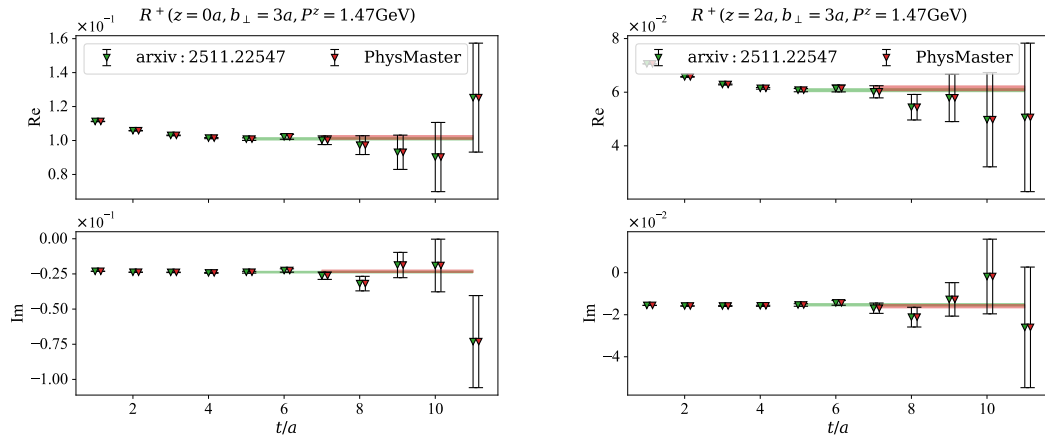 R⁺(z = 0a, b⊥ = 3a, Pᶻ = 1.47GeV)
×10⁻¹
1.6
1.4
1.2
1.0
0.8
Re
arxiv : 2511.22547
PhysMaster
×10⁻¹
0.00
−0.25
−0.50
−0.75
−1.00
Im
2 4 6 8 10
t/a
R⁺(z = 2a, b⊥ = 3a, Pᶻ = 1.47GeV)
×10⁻²
8
6
4
Re
arxiv : 2511.22547
PhysMaster
×10⁻²
0
−2
−4
Im
2 4 6 8 10
t/a